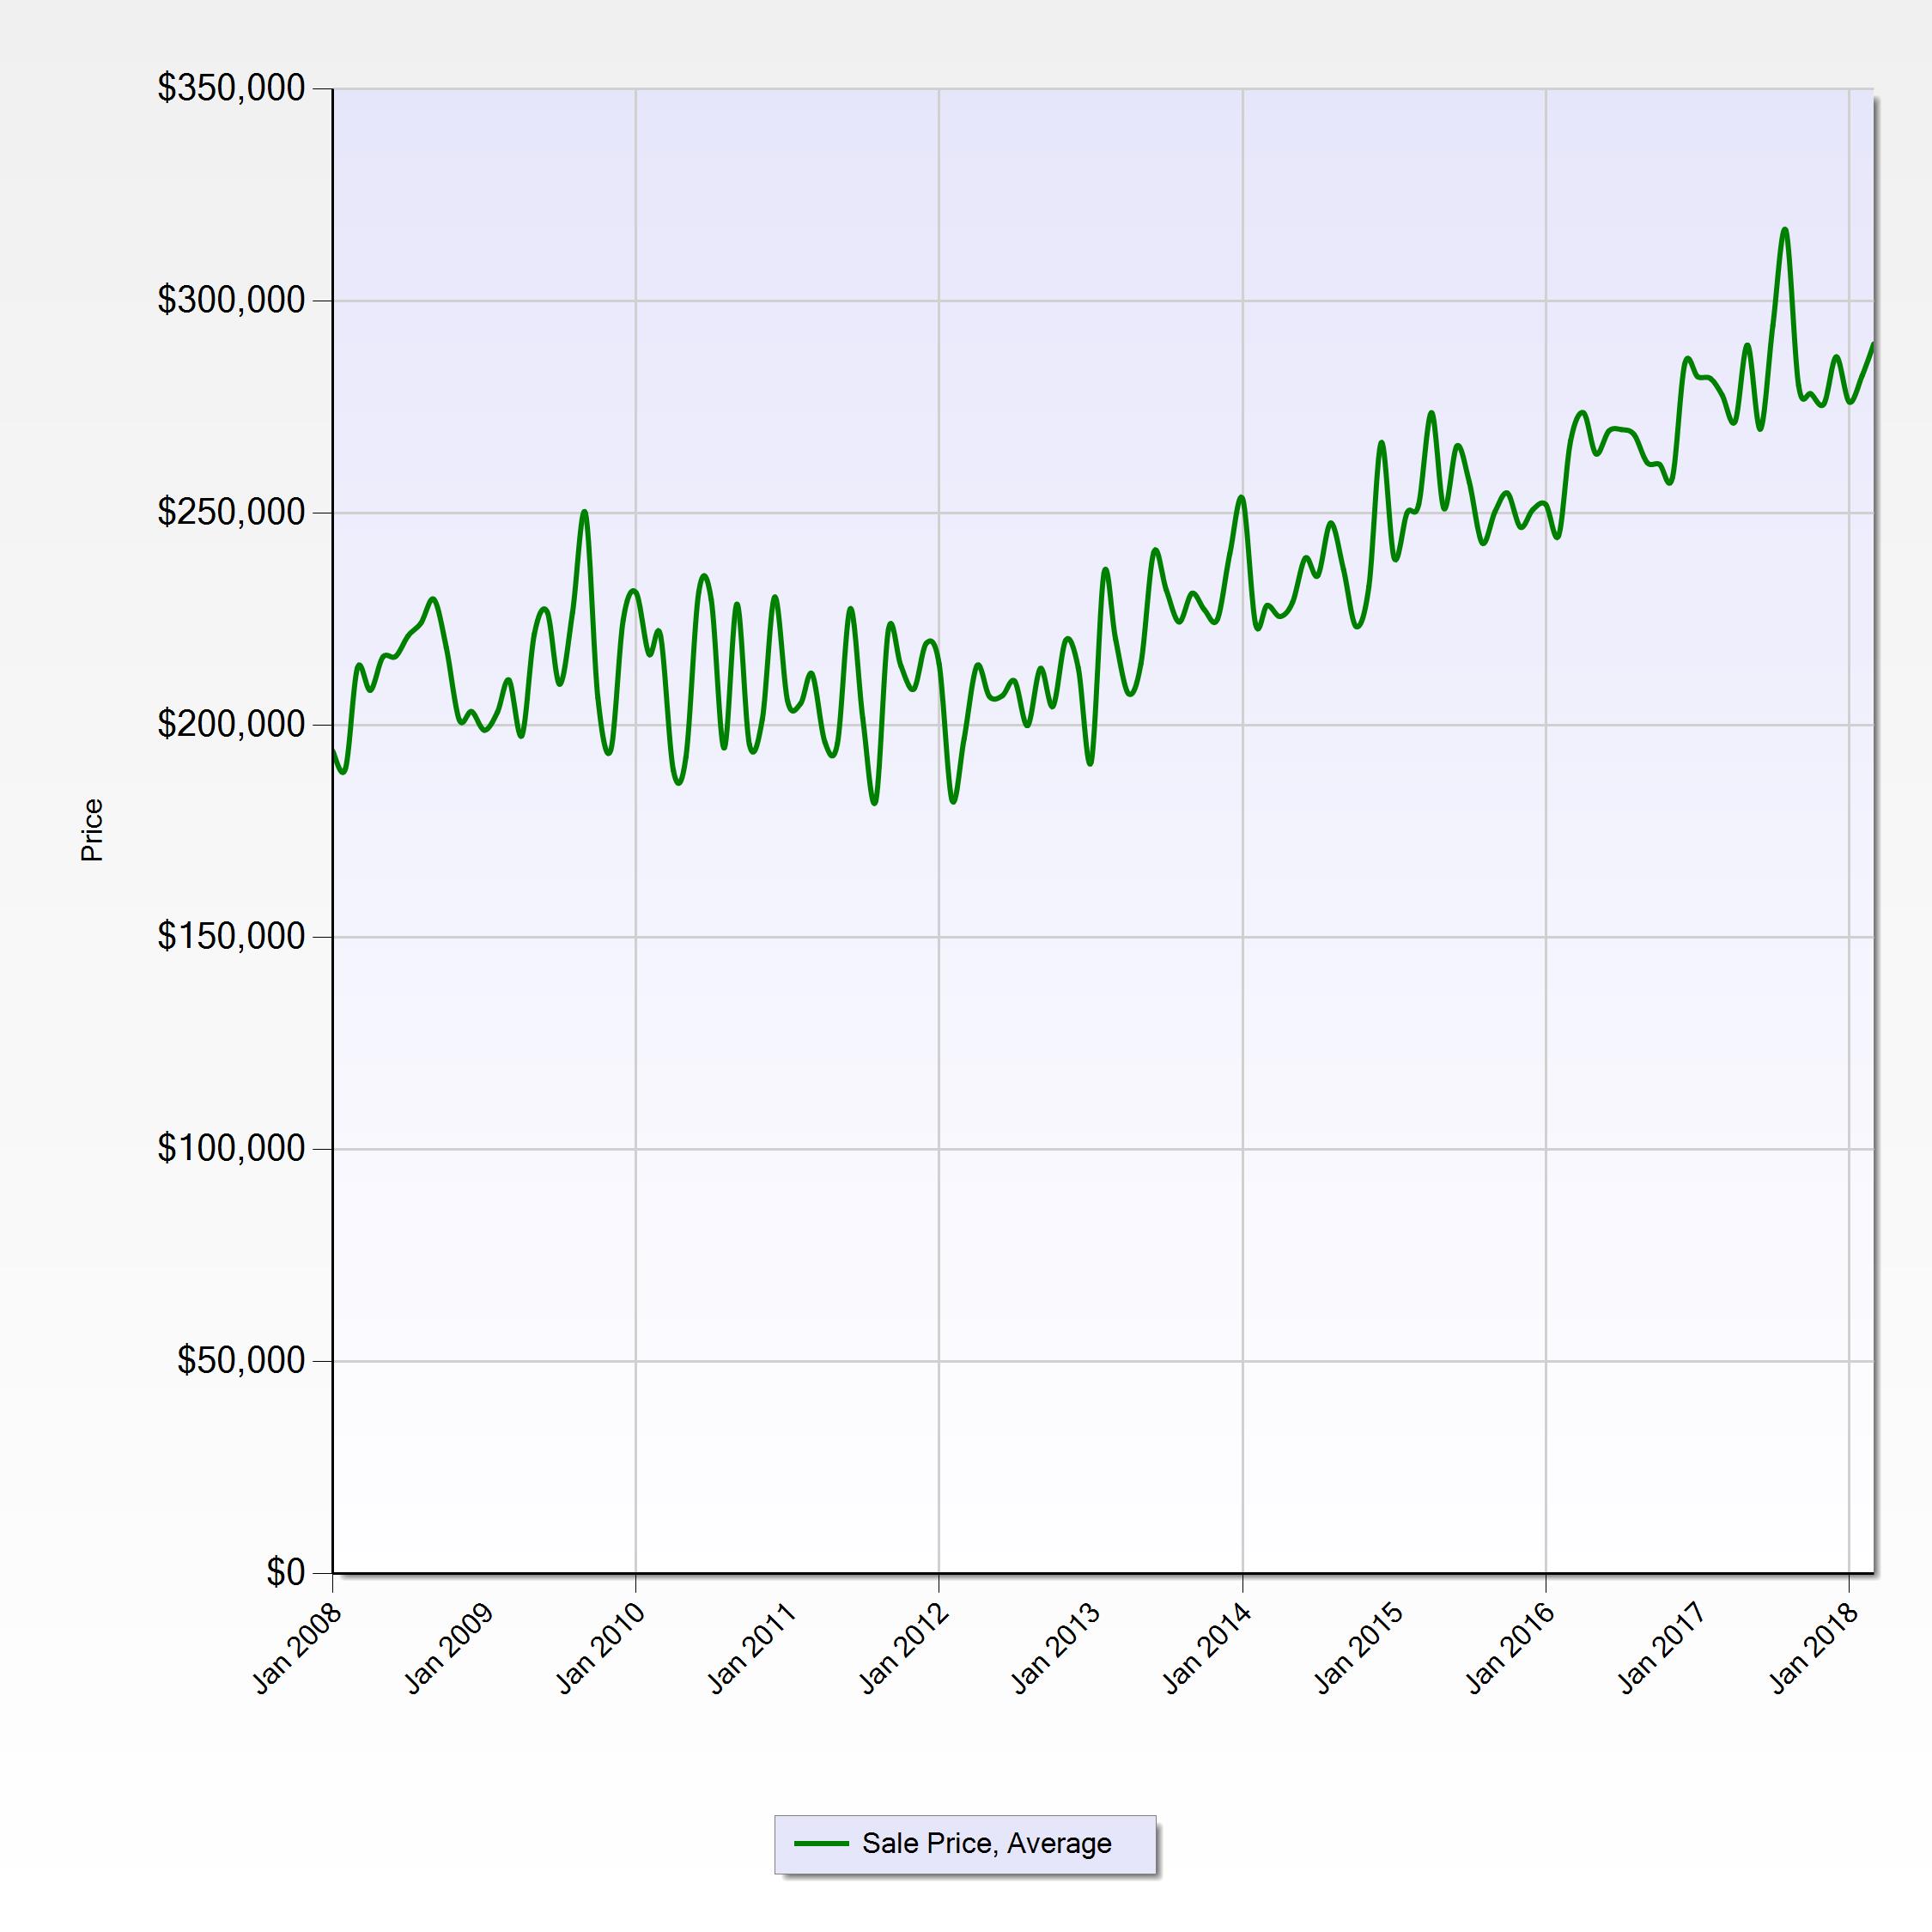 $350,000
$300,000
$250,000
$200,000
$150,000
$100,000
$50,000
$0
Price
Jan 2008
Jan 2009
Jan 2010
Jan 2011
Jan 2012
Jan 2013
Jan 2014
Jan 2015
Jan 2016
Jan 2017
Jan 2018
Sale Price, Average